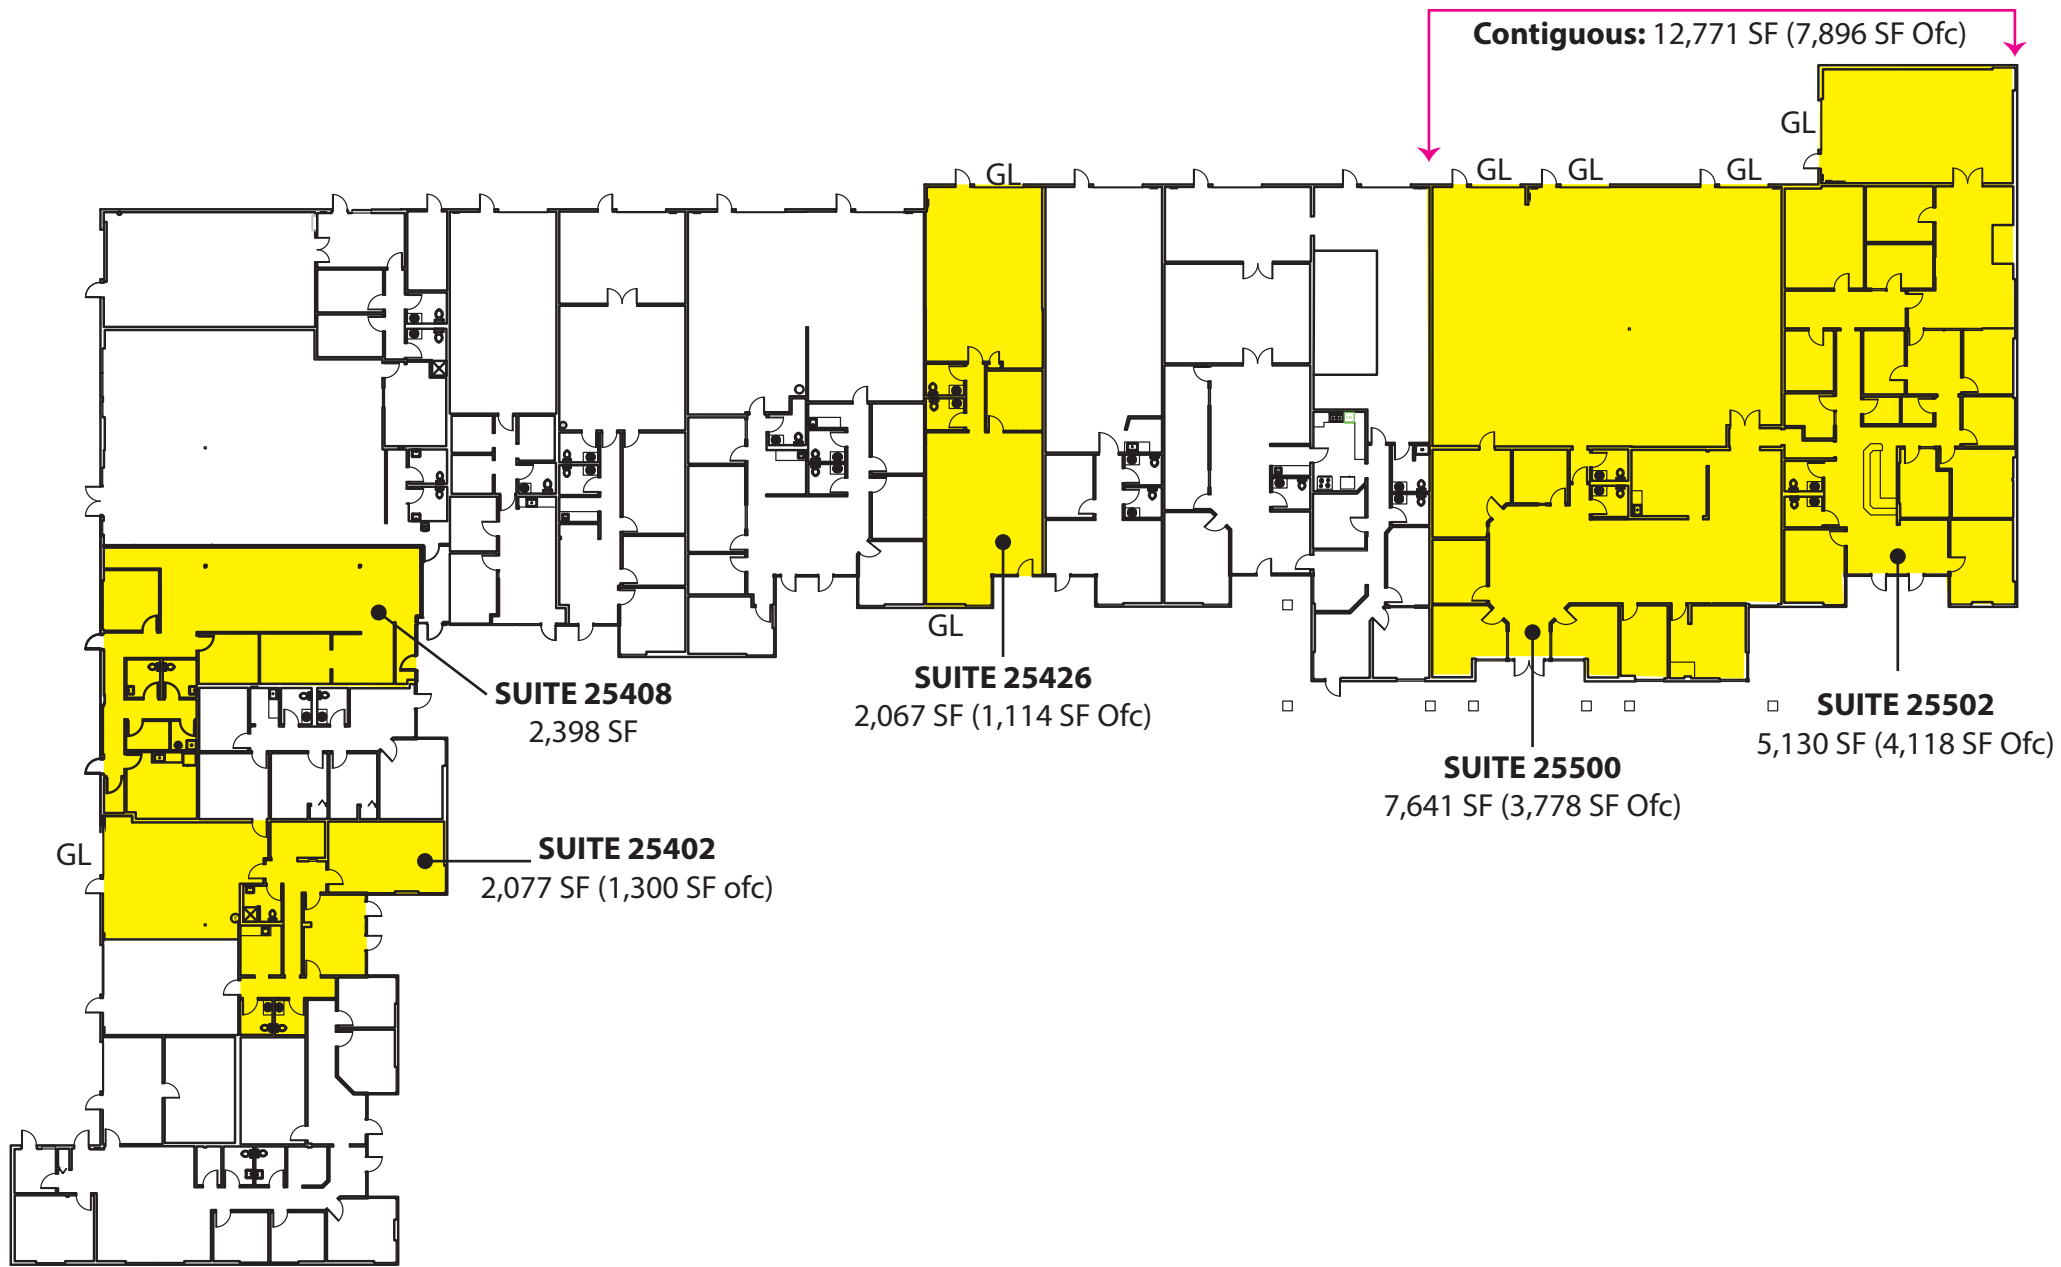 Contiguous: 12,771 SF (7,896 SF Ofc)
GL
GL
GL
GL
GL
GL
GL
SUITE 25408
2,398 SF
SUITE 25426
2,067 SF (1,114 SF Ofc)
SUITE 25502
5,130 SF (4,118 SF Ofc)
SUITE 25500
7,641 SF (3,778 SF Ofc)
SUITE 25402
2,077 SF (1,300 SF ofc)